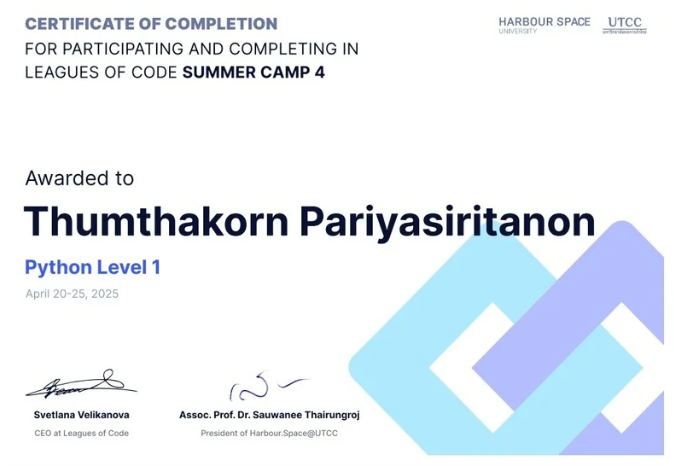 CERTIFICATE OF COMPLETION
FOR PARTICIPATING AND COMPLETING IN
LEAGUES OF CODE SUMMER CAMP 4
HARBOUR SPACE
UNIVERSITY
UTCC
Awarded to
Thumthakorn Pariyasiritanon
Python Level 1
April 20-25, 2025
Svetlana Velikanova
CEO at Leagues of Code
Assoc. Prof. Dr. Sauwanee Thairungroj
President of Harbour.Space@UTCC